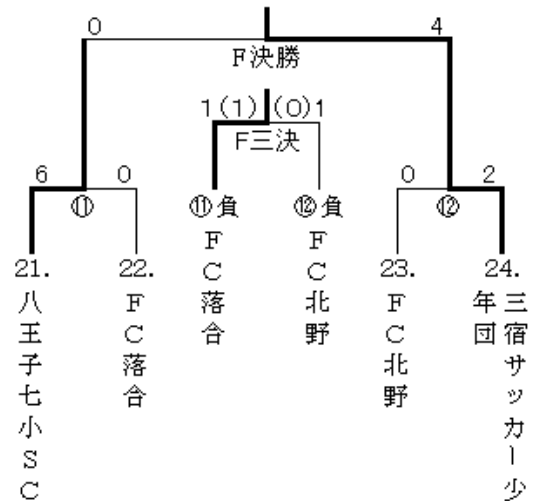 0 4
F決勝
1(1) (0)1
F三決
6 0 0 2
⑪ ⑪負 ⑫負 ⑫
21.
八王子七小SC
22.
FC落合
FC落合
FC北野
23.
FC北野
24.
三宿サッカー少
年団